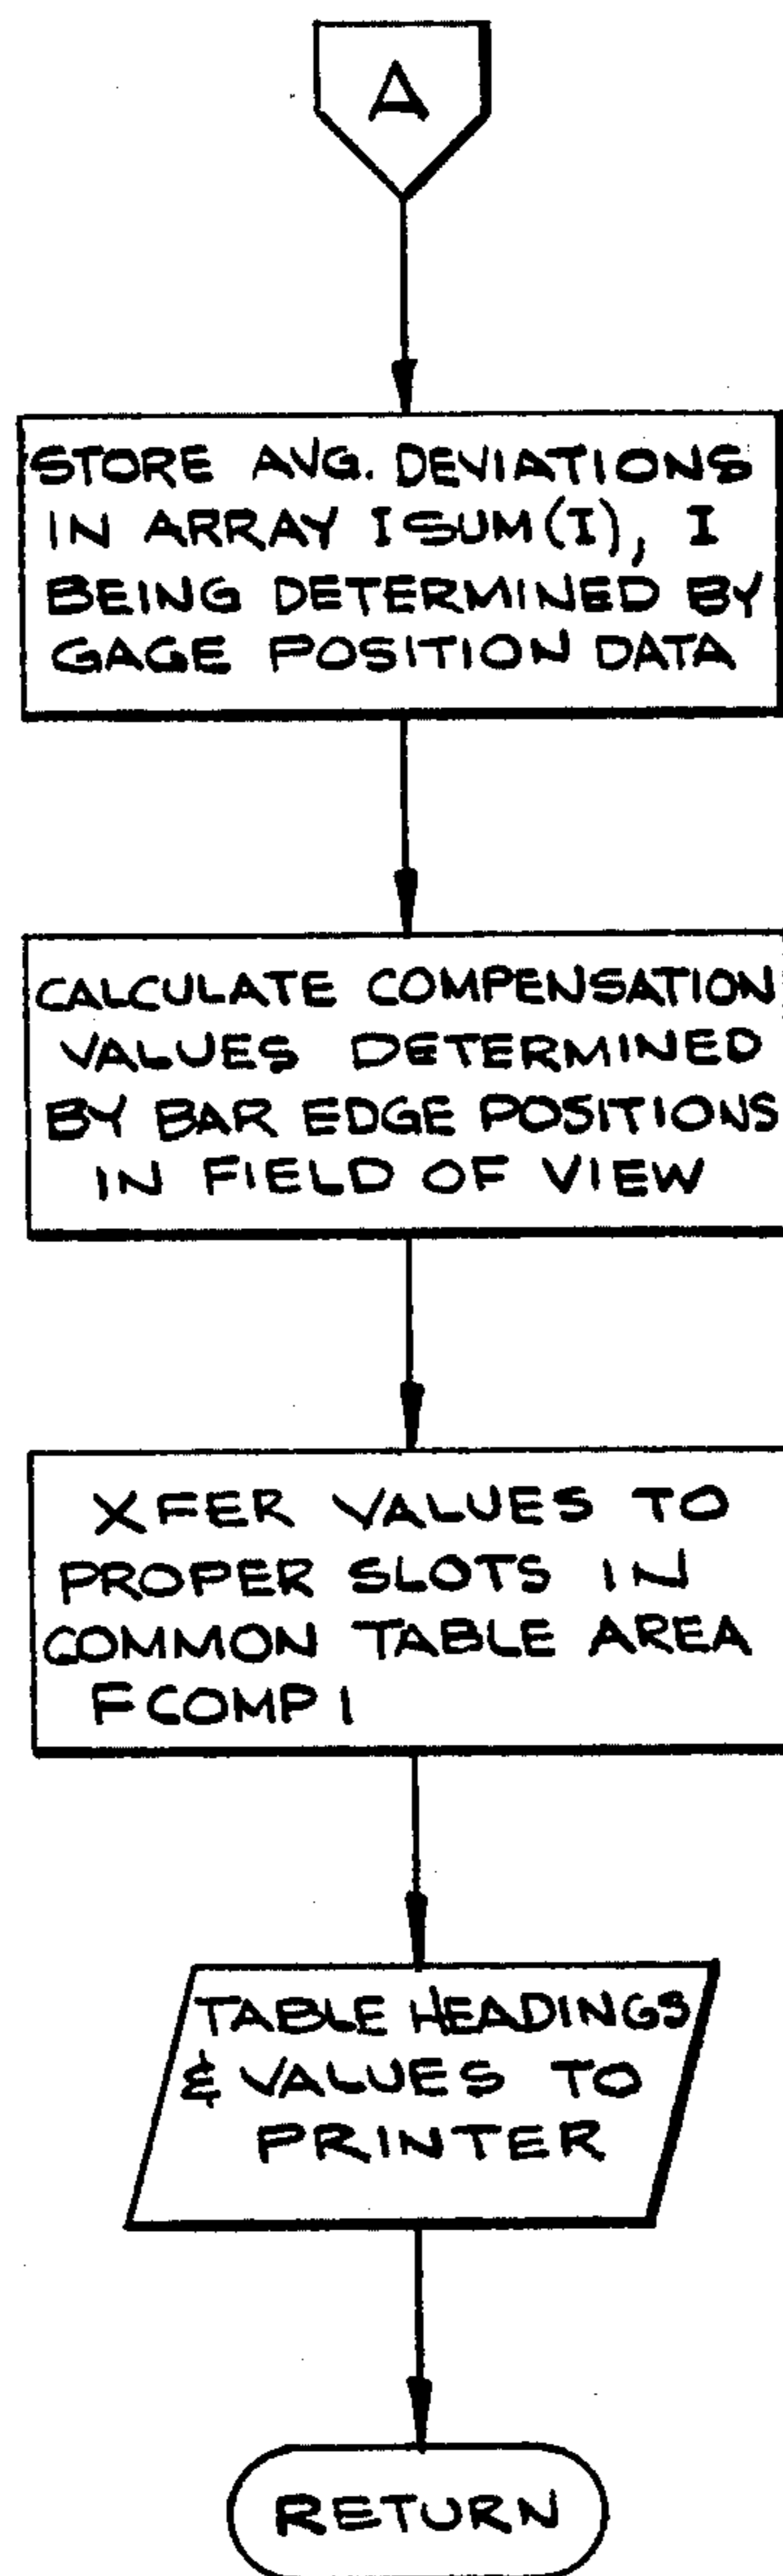 A
STORE AVG. DEVIATIONS
IN ARRAY ISUM(I), I
BEING DETERMINED BY
GAGE POSITION DATA
CALCULATE COMPENSATION
VALUES DETERMINED
BY BAR EDGE POSITIONS
IN FIELD OF VIEW
XFER VALUES TO
PROPER SLOTS IN
COMMON TABLE AREA
FCOMP1
TABLE HEADINGS
& VALUES TO
PRINTER
RETURN